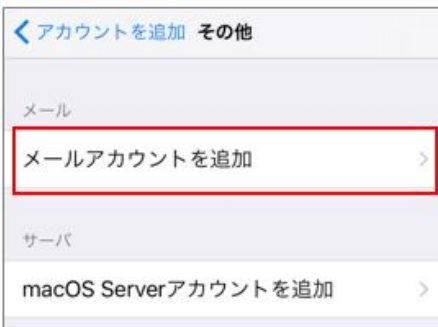 アカウントを追加 その他
メール
メールアカウントを追加
サーバ
macOS Serverアカウントを追加